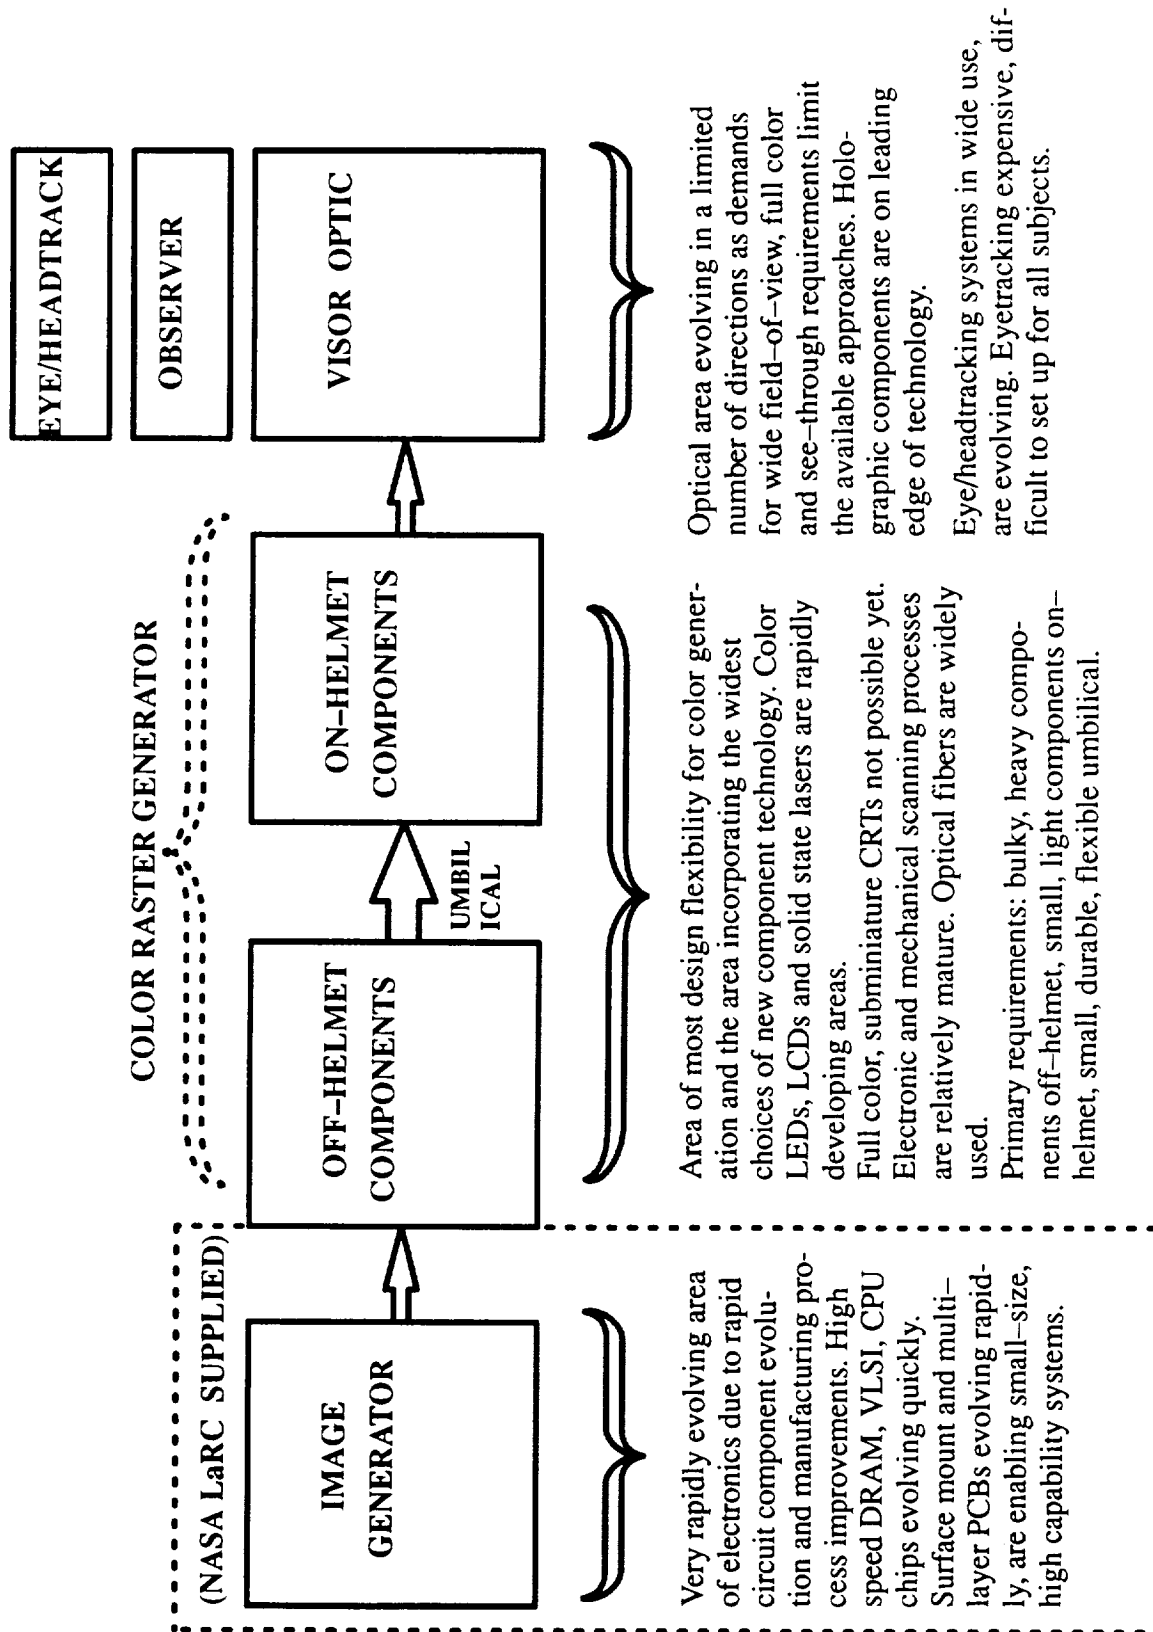 EYE/HEADTRACK
OBSERVER
COLOR RASTER GENERATOR
(NASA LaRC SUPPLIED)
IMAGE
GENERATOR
OFF–HELMET
COMPONENTS
UMBIL
ICAL
ON–HELMET
COMPONENTS
VISOR OPTIC
Very rapidly evolving area
of electronics due to rapid
circuit component evolu-
tion and manufacturing pro-
cess improvements. High
speed DRAM, VLSI, CPU
chips evolving quickly.
Surface mount and multi–
layer PCBs evolving rapid-
ly, are enabling small–size,
high capability systems.
Area of most design flexibility for color gener-
ation and the area incorporating the widest
choices of new component technology. Color
LEDs, LCDs and solid state lasers are rapidly
developing areas.
Full color, subminiature CRTs not possible yet.
Electronic and mechanical scanning processes
are relatively mature. Optical fibers are widely
used.
Primary requirements: bulky, heavy compo-
nents off–helmet, small, light components on–
helmet, small, durable, flexible umbilical.
Optical area evolving in a limited
number of directions as demands
for wide field–of–view, full color
and see–through requirements limit
the available approaches. Holo-
graphic components are on leading
edge of technology.
Eye/headtracking systems in wide use,
are evolving. Eyetracking expensive, dif-
ficult to set up for all subjects.